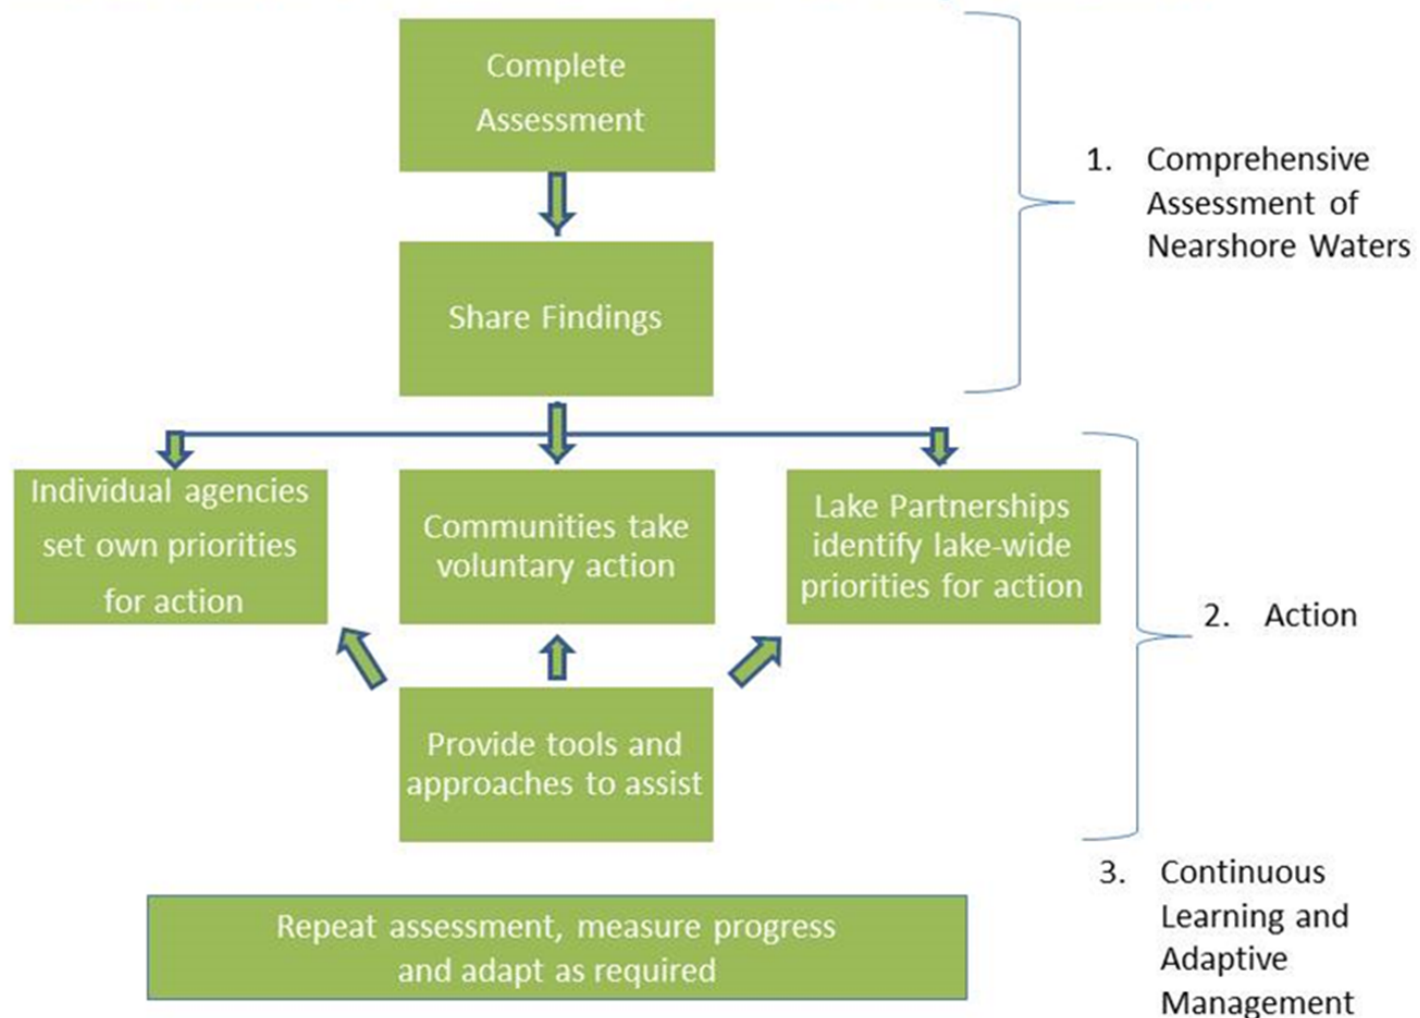 Complete
Assessment
1. Comprehensive
Assessment of
Nearshore Waters
Share Findings
Individual agencies
set own priorities
for action
Communities take
voluntary action
Lake Partnerships
identify lake-wide
priorities for action
2. Action
Provide tools and
approaches to assist
3. Continuous
Learning and
Adaptive
Management
Repeat assessment, measure progress
and adapt as required